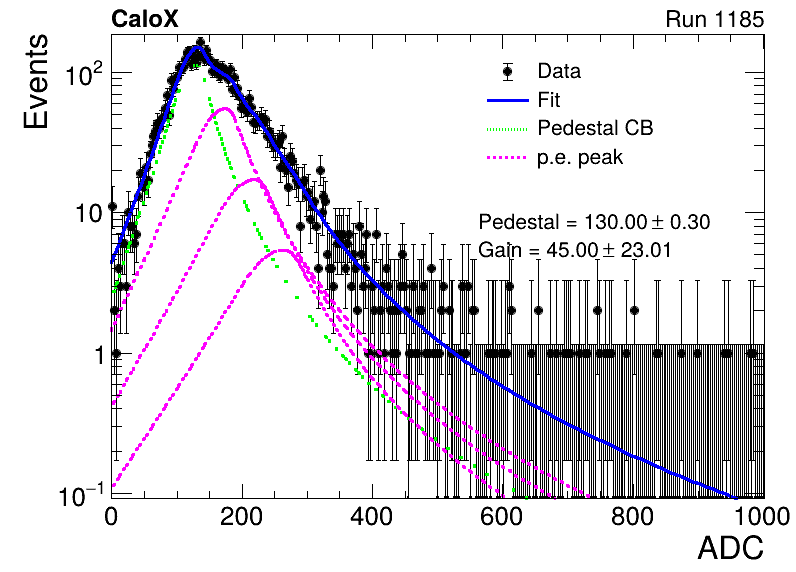 CaloX Run 1185
Events
Data
Fit
Pedestal CB
p.e. peak
Pedestal = 130.00 ± 0.30
Gain = 45.00 ± 23.01
10²
10
1
10⁻¹
0 200 400 600 800 1000
ADC